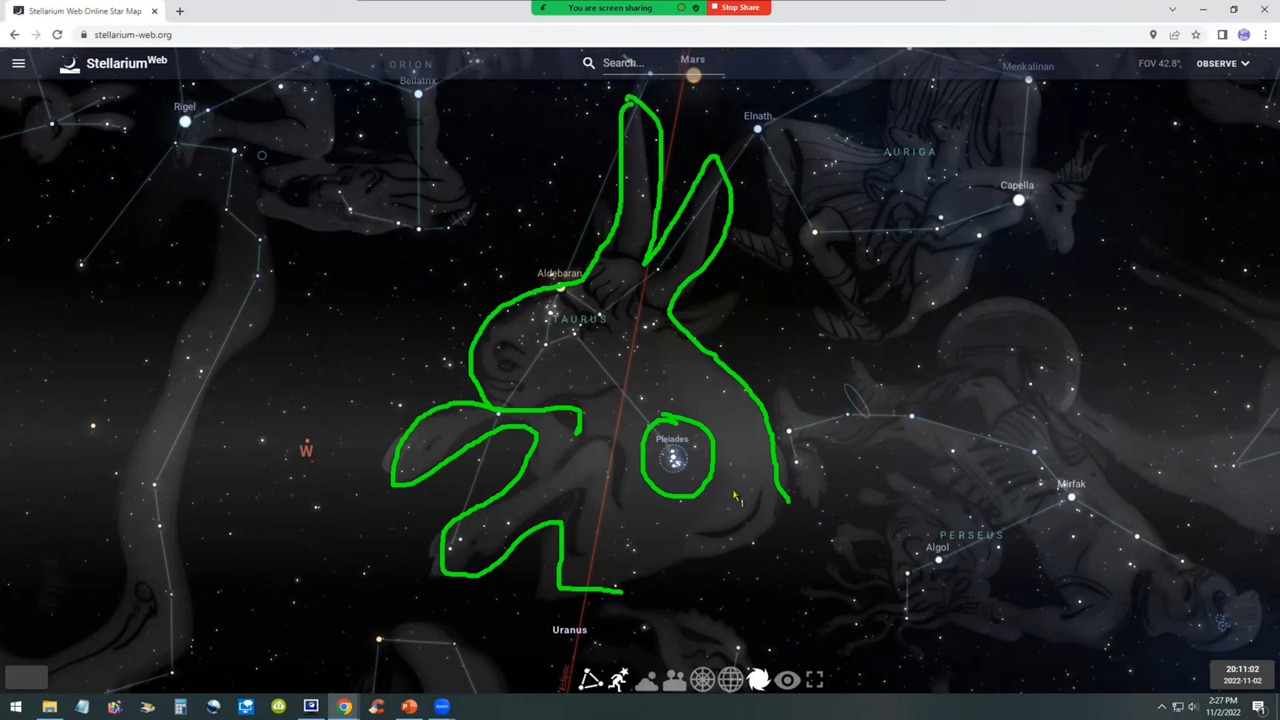 Stellarium Web Online Star Map
You are screen sharing
Stop Share
stellarium-web.org
StellariumWeb
Search...
Mars
FOV 42.8°
OBSERVE
ORION
Bellatrix
Menkalinan
Rigel
Elnath
AURIGA
Capella
Aldebaran
TAURUS
Pleiades
W
Mirfak
PERSEUS
Algol
Uranus
Ecliptic
20:11:02
2022-11-02
2:27 PM
11/2/2022